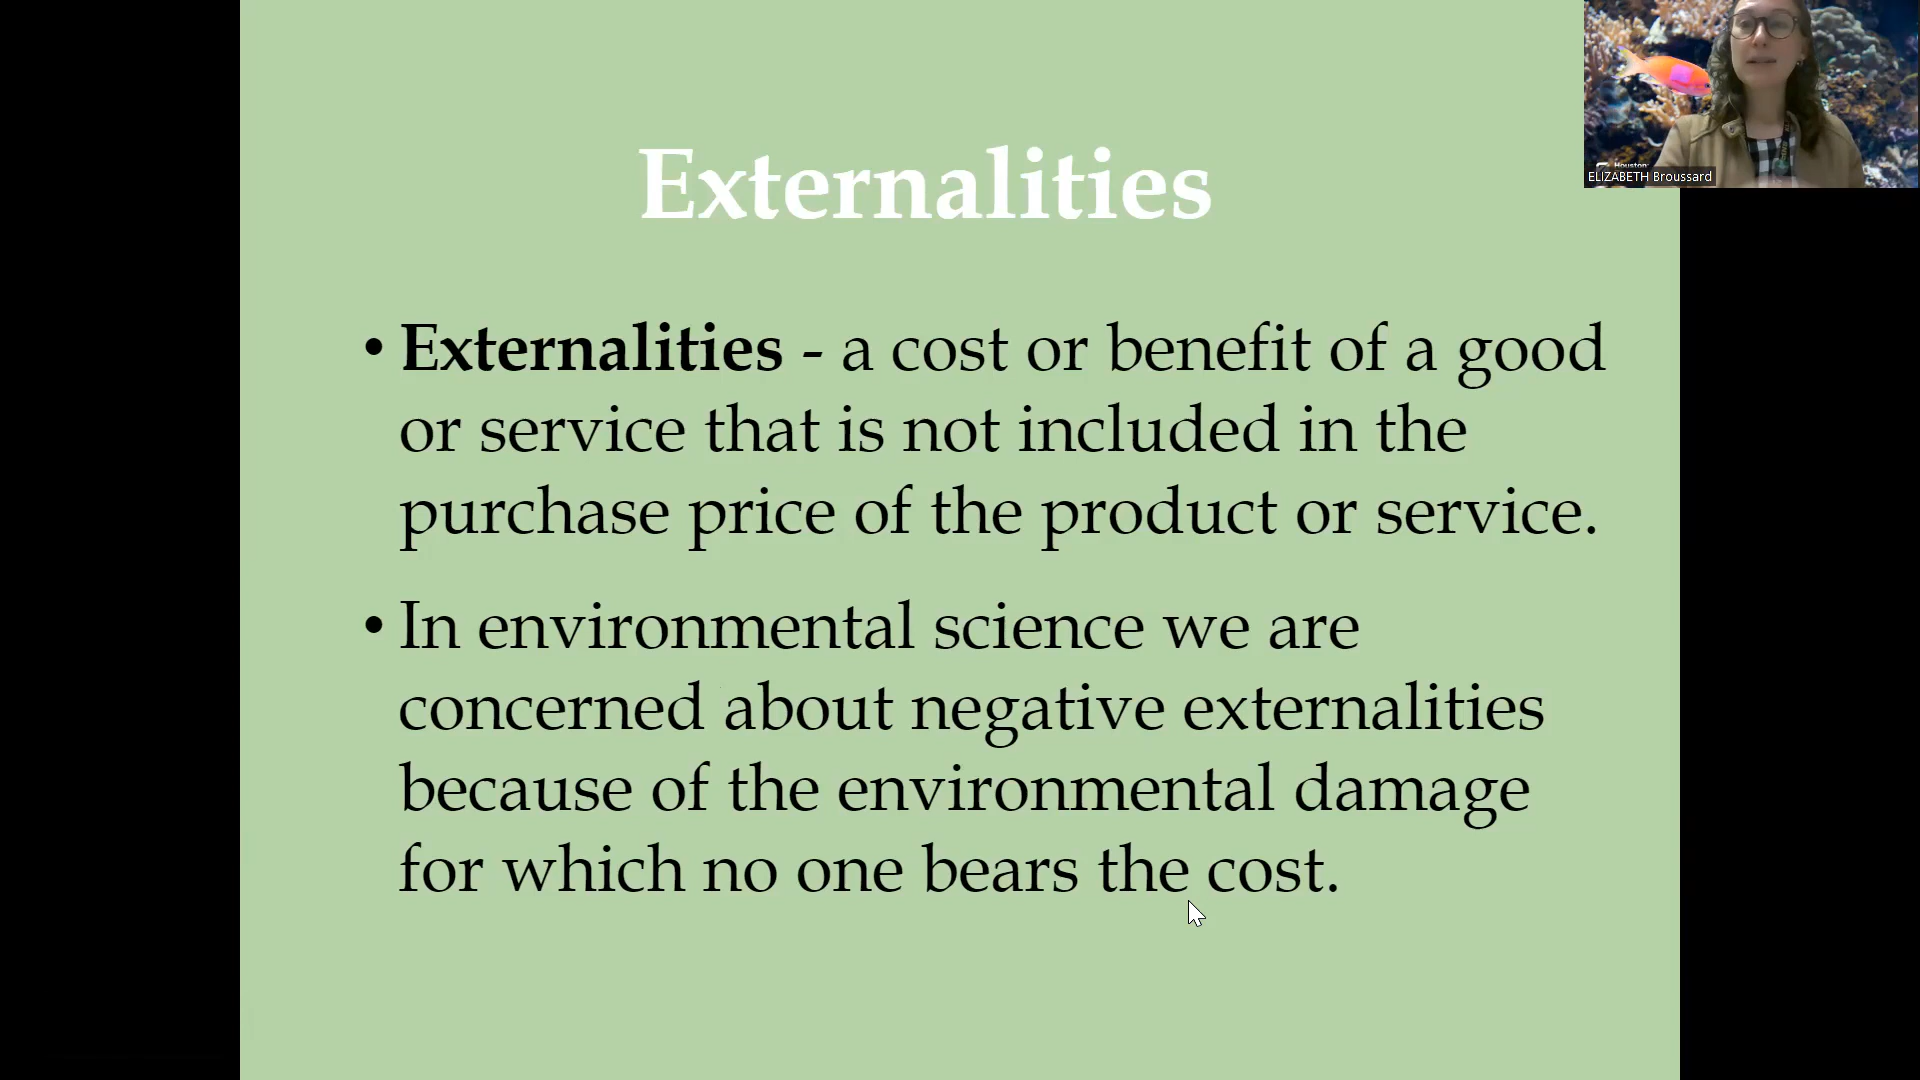 Externalities
• Externalities - a cost or benefit of a good
or service that is not included in the
purchase price of the product or service.
• In environmental science we are
concerned about negative externalities
because of the environmental damage
for which no one bears the cost.
Houston
ELIZABETH Broussard